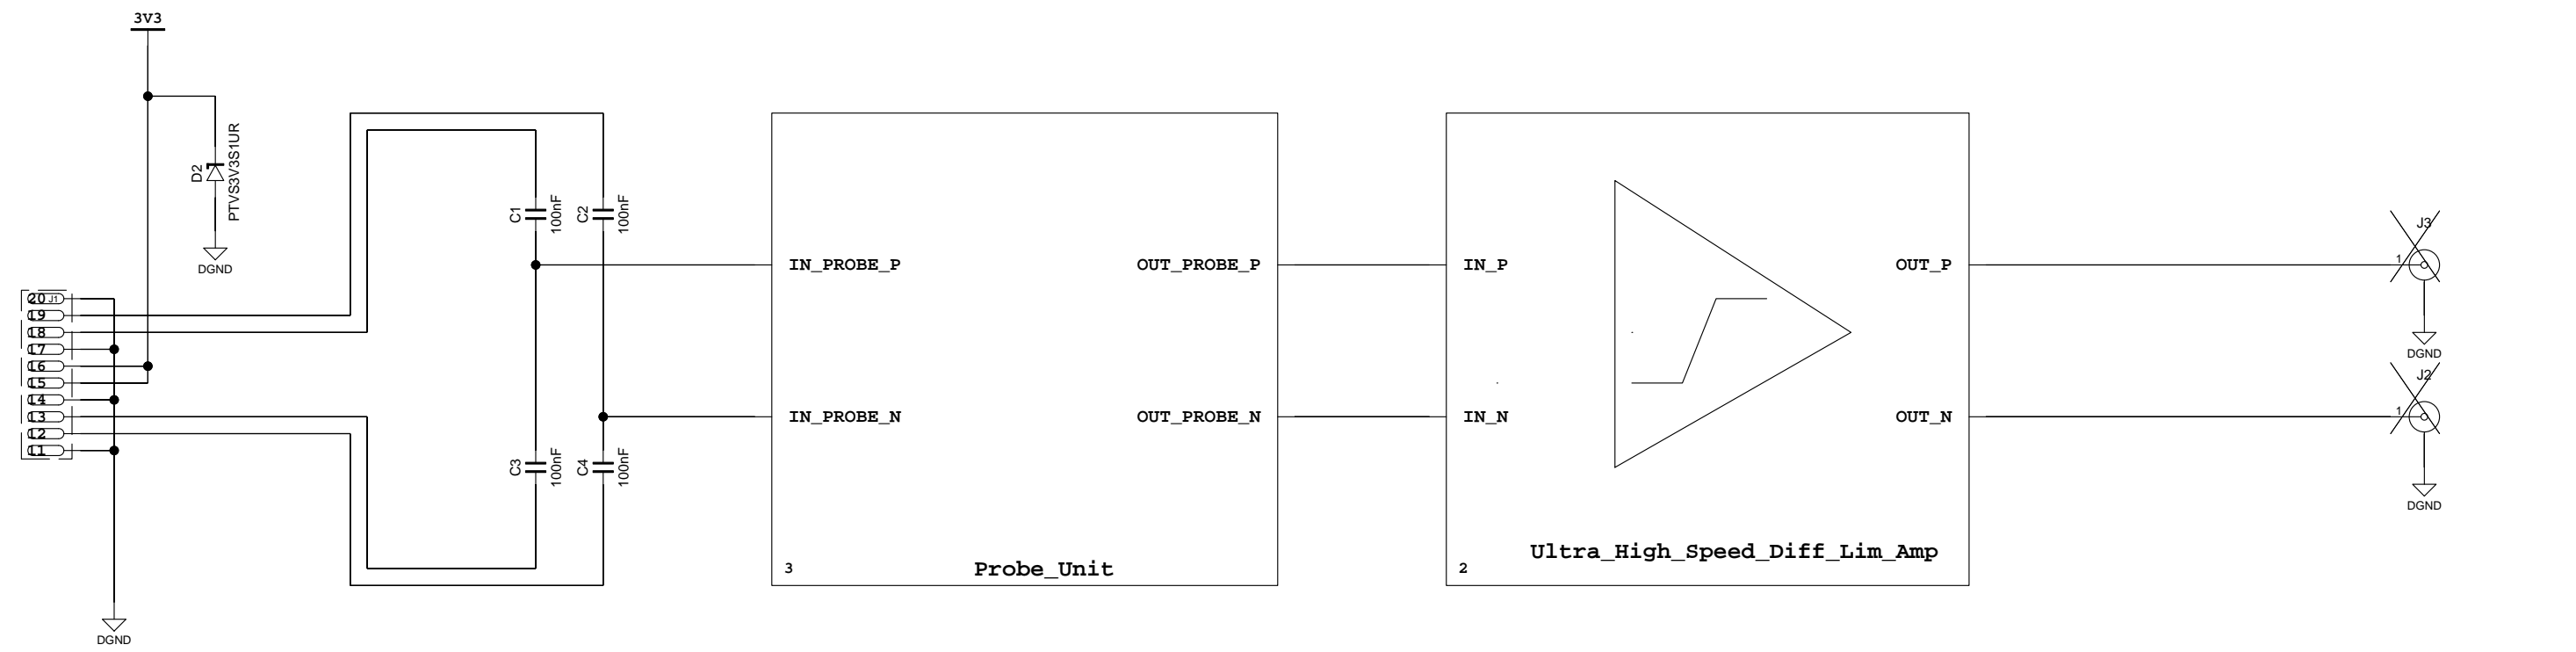 3V3
D2
PTVS3V3S1UR
DGND
C1
100nF
C2
100nF
IN_PROBE_P
OUT_PROBE_P
IN_P
OUT_P
J3
1
DGND
20
J1
19
18
17
16
15
14
13
12
11
IN_PROBE_N
OUT_PROBE_N
IN_N
OUT_N
J2
1
DGND
C3
100nF
C4
100nF
3
Probe_Unit
2
Ultra_High_Speed_Diff_Lim_Amp
DGND